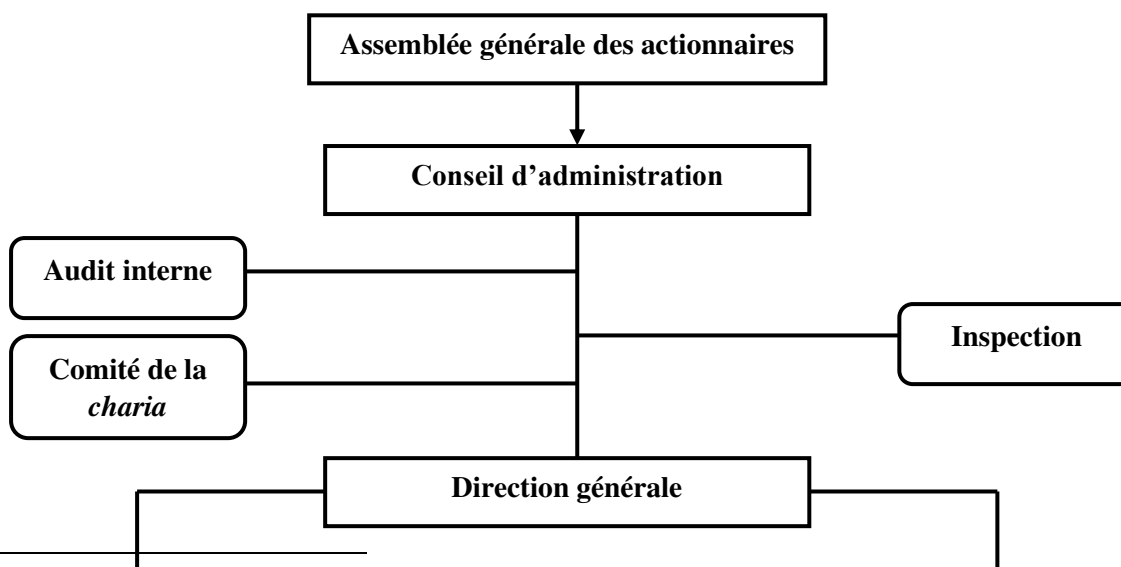 Assemblée générale des actionnaires
Conseil d’administration
Audit interne
Inspection
Comité de la
charia
Direction générale